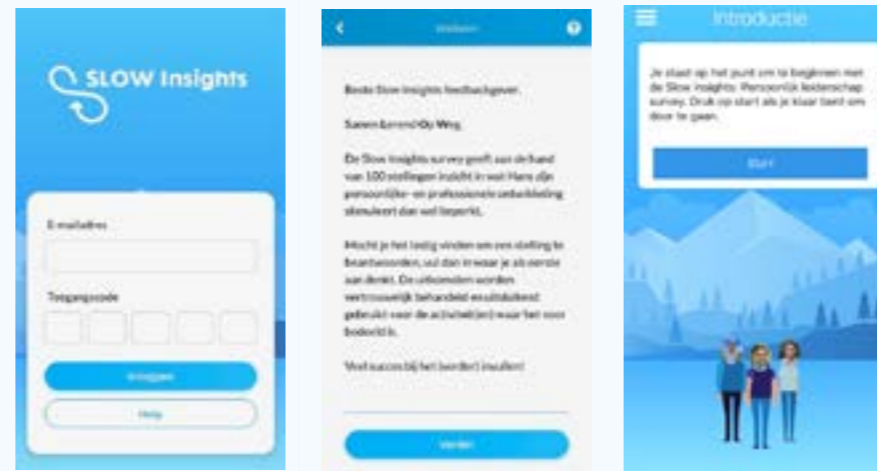 SLOW Insights
E-mailadres
Toegangscode
Inloggen
Help
Welkom
Beste Slow Insights feedbackgever,
Samen Lerend Op Weg.
De Slow Insights survey geeft aan de hand
van 100 stellingen inzicht in wat Hans zijn
persoonlijke- en professionele ontwikkeling
stimuleert dan wel beperkt.
Mocht je het lastig vinden om een stelling te
beantwoorden, vul dan in waar je als eerste
aan denkt. De uitkomsten worden
vertrouwelijk behandeld en uitsluitend
gebruikt voor de activiteit(en) waar het voor
bedoeld is.
Veel succes bij het (verder) invullen!
Verder
Introductie
Je staat op het punt om te beginnen met
de Slow Insights: Persoonlijk leiderschap
survey. Druk op start als je klaar bent om
door te gaan.
Start